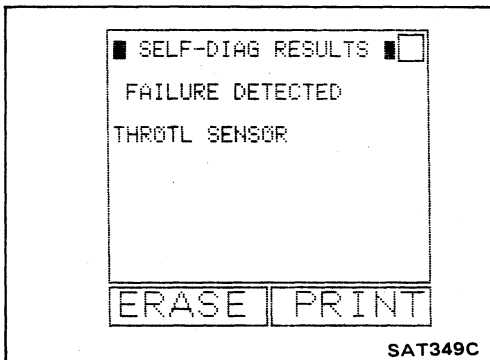 SELF-DIAG RESULTS
FAILURE DETECTED
THROTL SENSOR
ERASE PRINT
SAT349C